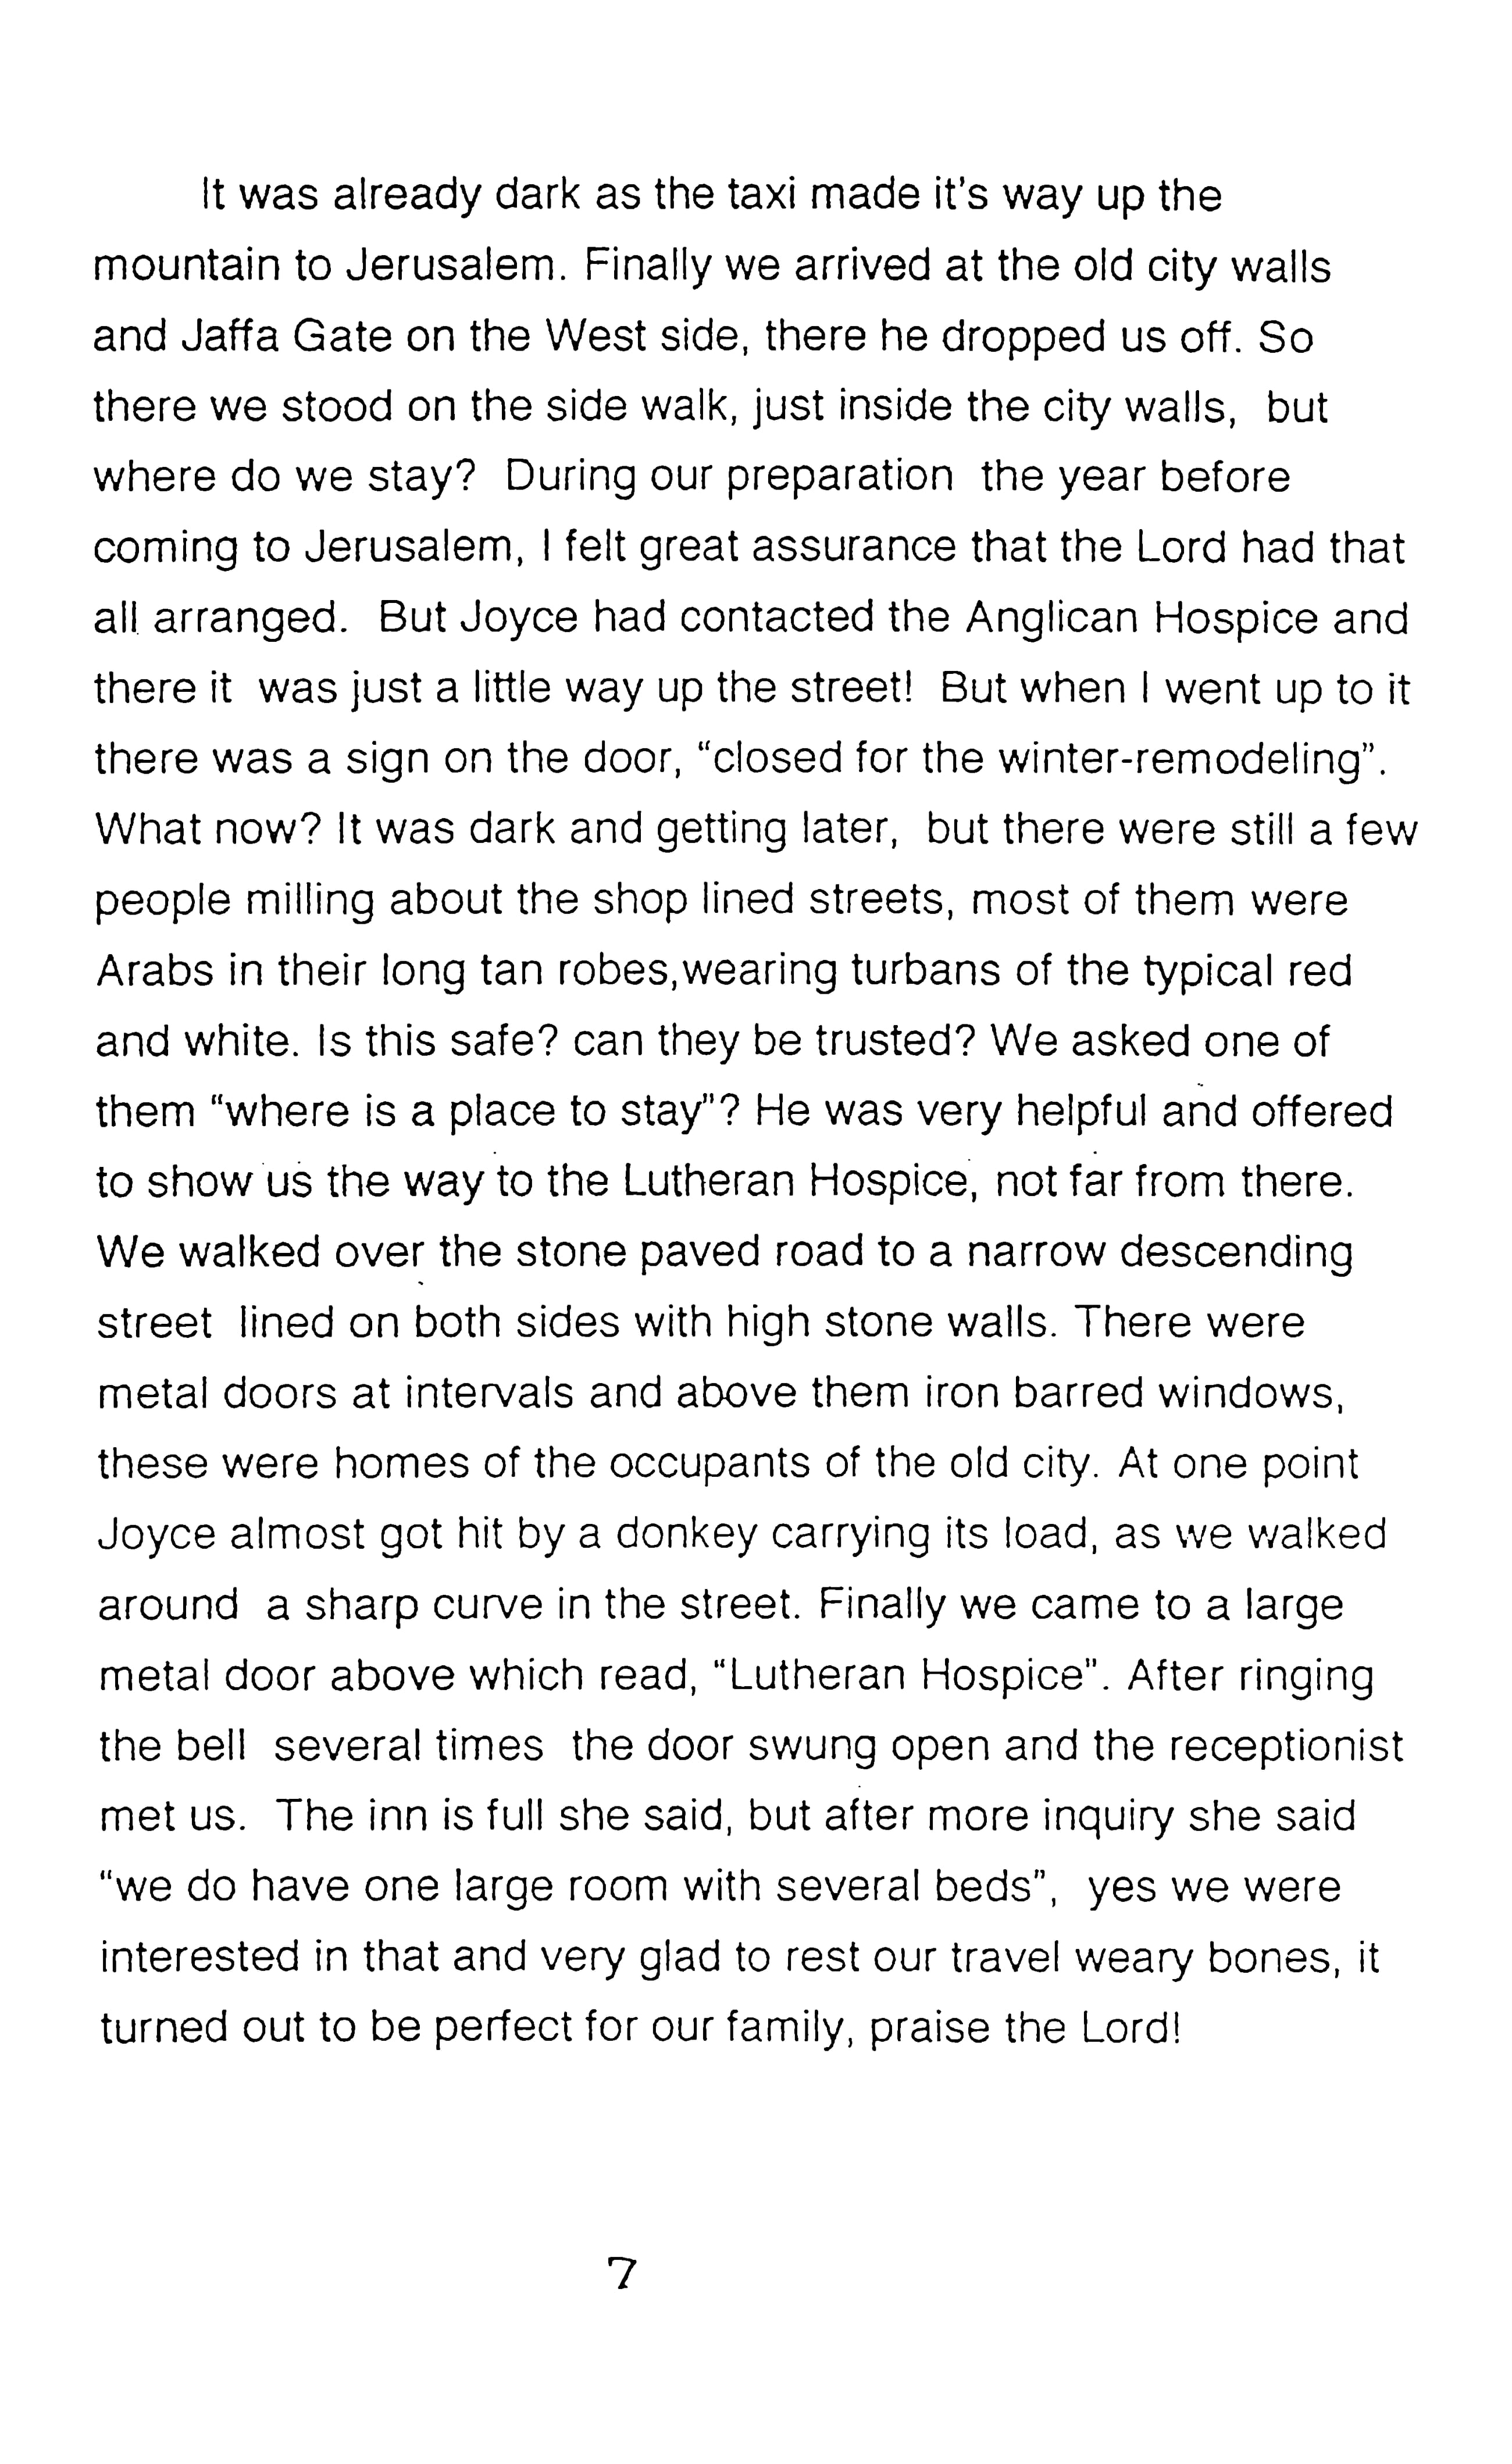 It was already dark as the taxi made it's way up the
mountain to Jerusalem. Finally we arrived at the old city walls
and Jaffa Gate on the West side, there he dropped us off. So
there we stood on the side walk, just inside the city walls, but
where do we stay? During our preparation the year before
coming to Jerusalem, I felt great assurance that the Lord had that
all arranged. But Joyce had contacted the Anglican Hospice and
there it was just a little way up the street! But when I went up to it
there was a sign on the door, "closed for the winter-remodeling".
What now? It was dark and getting later, but there were still a few
people milling about the shop lined streets, most of them were
Arabs in their long tan robes,wearing turbans of the typical red
and white. Is this safe? can they be trusted? We asked one of
them "where is a place to stay"? He was very helpful and offered
to show us the way to the Lutheran Hospice, not far from there.
We walked over the stone paved road to a narrow descending
street lined on both sides with high stone walls. There were
metal doors at intervals and above them iron barred windows,
these were homes of the occupants of the old city. At one point
Joyce almost got hit by a donkey carrying its load, as we walked
around a sharp curve in the street. Finally we came to a large
metal door above which read, "Lutheran Hospice". After ringing
the bell several times the door swung open and the receptionist
met us. The inn is full she said, but after more inquiry she said
"we do have one large room with several beds", yes we were
interested in that and very glad to rest our travel weary bones, it
turned out to be perfect for our family, praise the Lord!
7